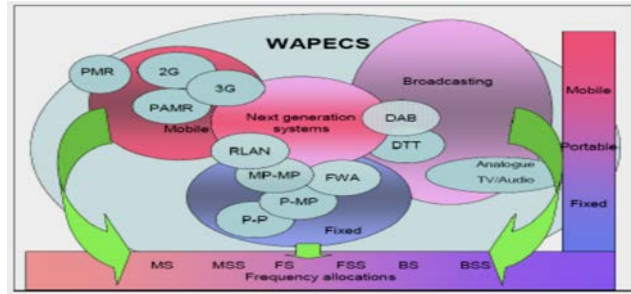 WAPECS
PMR
2G
3G
PAMR
Mobile
Broadcasting
Next generation
systems
DAB
DTT
RLAN
MP-MP
FWA
P-MP
P-P
Fixed
Analogue
TV/Audio
Mobile
Portable
Fixed
MS MSS FS FSS BS BSS
Frequency allocations